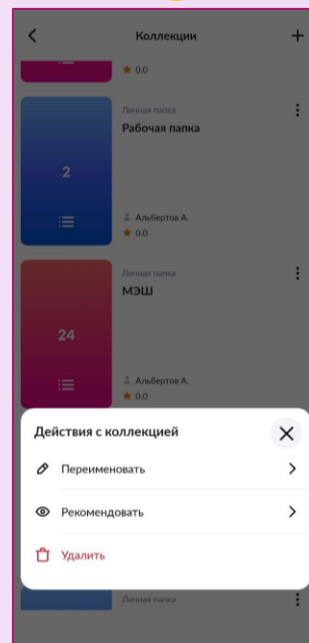 Коллекции
0.0
Личная папка
Рабочая папка
2
Альбертов А.
0.0
Личная папка
МЭШ
24
Альбертов А.
0.0
Действия с коллекцией
Переименовать
Рекомендовать
Удалить
Личная папка